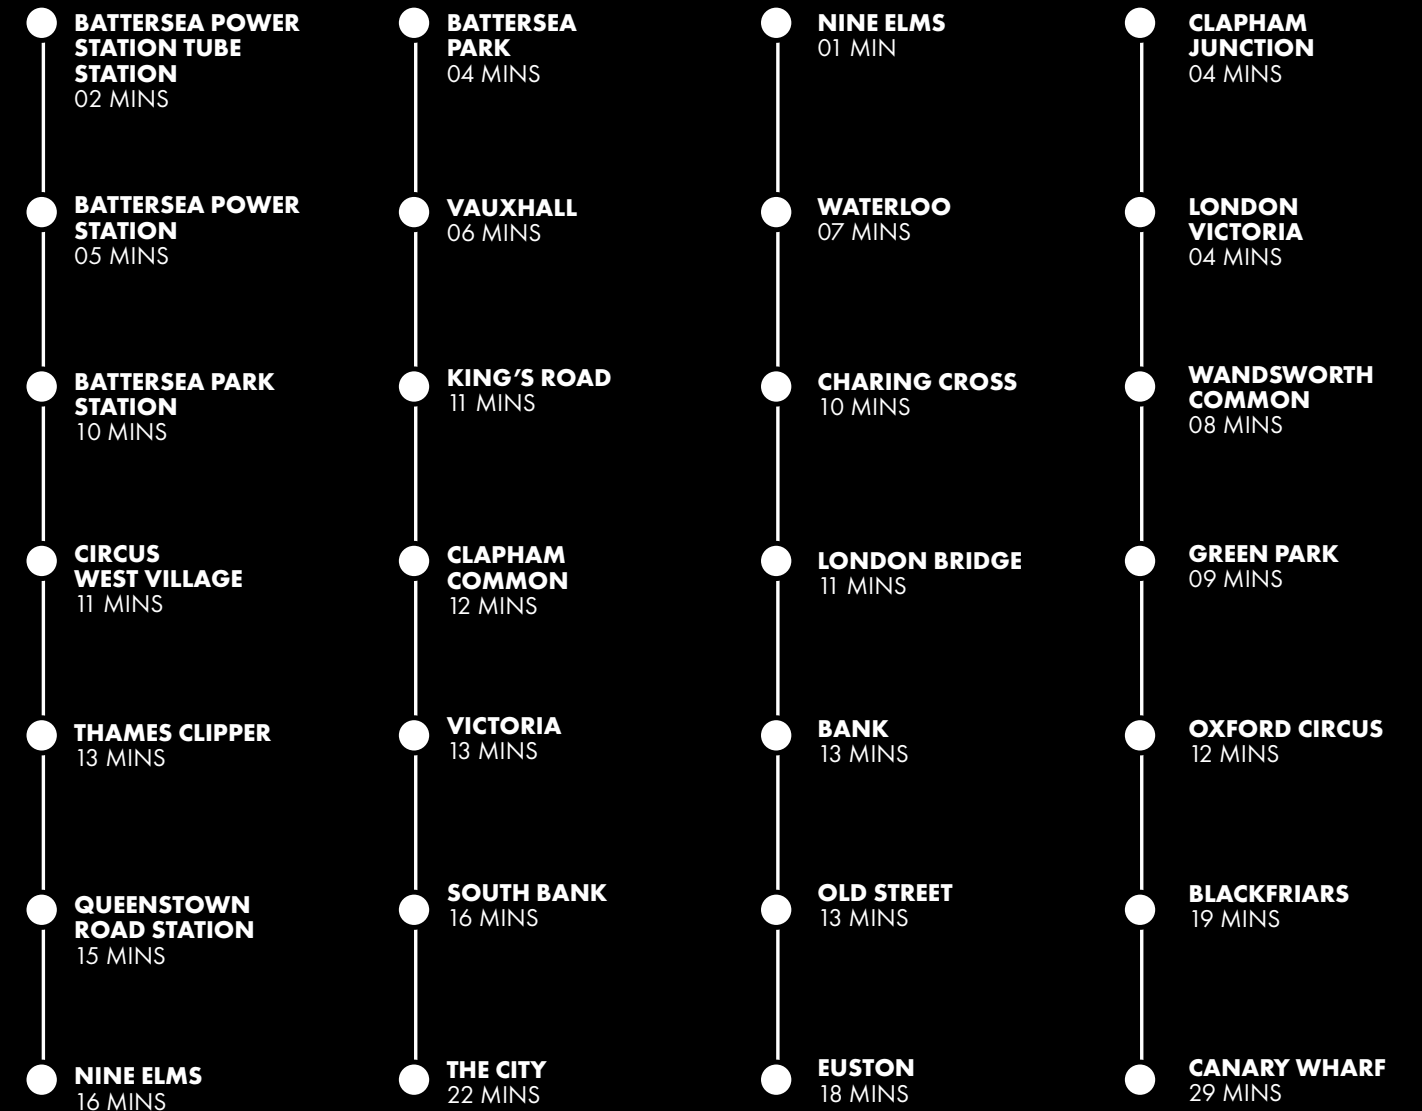 BATTERSEA POWER
STATION TUBE
STATION
02 MINS
BATTERSEA POWER
STATION
05 MINS
BATTERSEA PARK
STATION
10 MINS
CIRCUS
WEST VILLAGE
11 MINS
THAMES CLIPPER
13 MINS
QUEENSTOWN
ROAD STATION
15 MINS
NINE ELMS
16 MINS
BATTERSEA
PARK
04 MINS
VAUXHALL
06 MINS
KING’S ROAD
11 MINS
CLAPHAM
COMMON
12 MINS
VICTORIA
13 MINS
SOUTH BANK
16 MINS
THE CITY
22 MINS
NINE ELMS
01 MIN
WATERLOO
07 MINS
CHARING CROSS
10 MINS
LONDON BRIDGE
11 MINS
BANK
13 MINS
OLD STREET
13 MINS
EUSTON
18 MINS
CLAPHAM
JUNCTION
04 MINS
LONDON
VICTORIA
04 MINS
WANDSWORTH
COMMON
08 MINS
GREEN PARK
09 MINS
OXFORD CIRCUS
12 MINS
BLACKFRIARS
19 MINS
CANARY WHARF
29 MINS